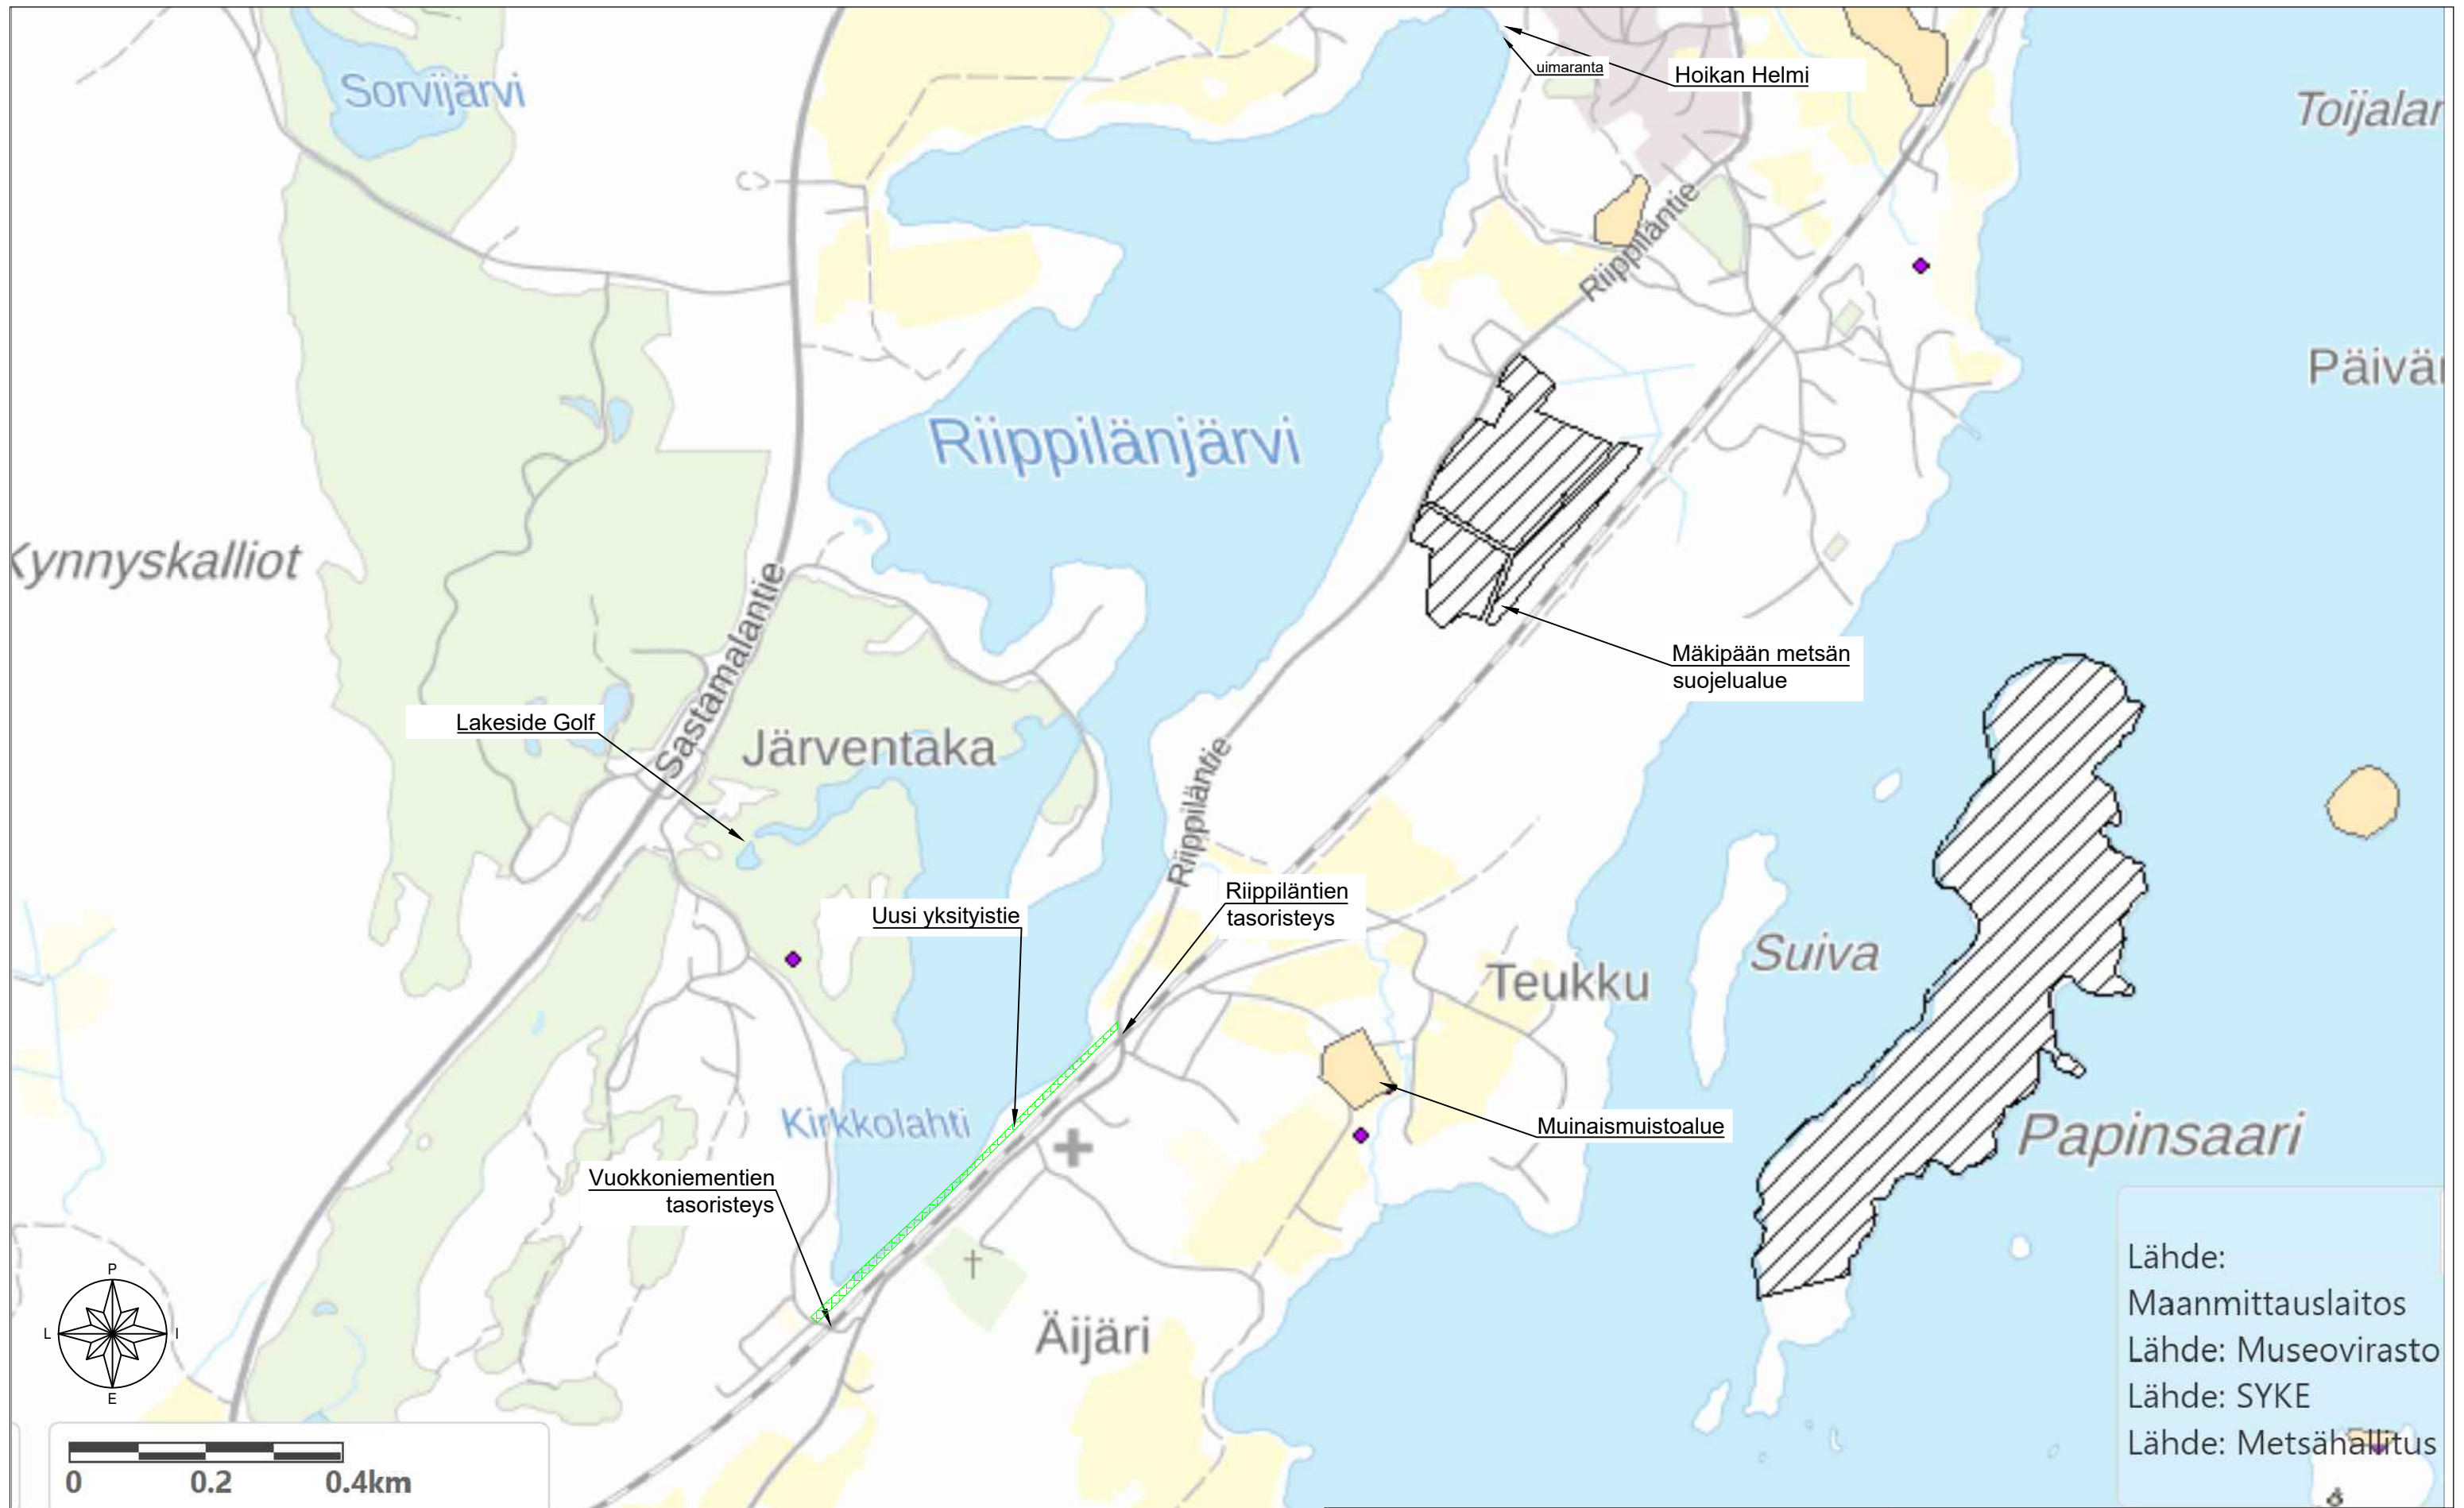 Sorvijärvi
uimaranta
Hoikan Helmi
Toijalan
Riippiläntie
Päivän
Riippilänjärvi
Kynnyskalliot
Sastamalantie
Mäkipään metsän
suojelualue
Lakeside Golf
Järventaka
Riippiläntie
Riippiläntien
tasoristeys
Uusi yksityistie
Suiva
Teukku
Kirkkolahti
Muinaismuistoalue
Papinsaari
Vuokkoniementien
tasoristeys
Äijäri
P
L
I
E
0 0.2 0.4km
Lähde:
Maanmittauslaitos
Lähde: Museovirasto
Lähde: SYKE
Lähde: Metsähallitus